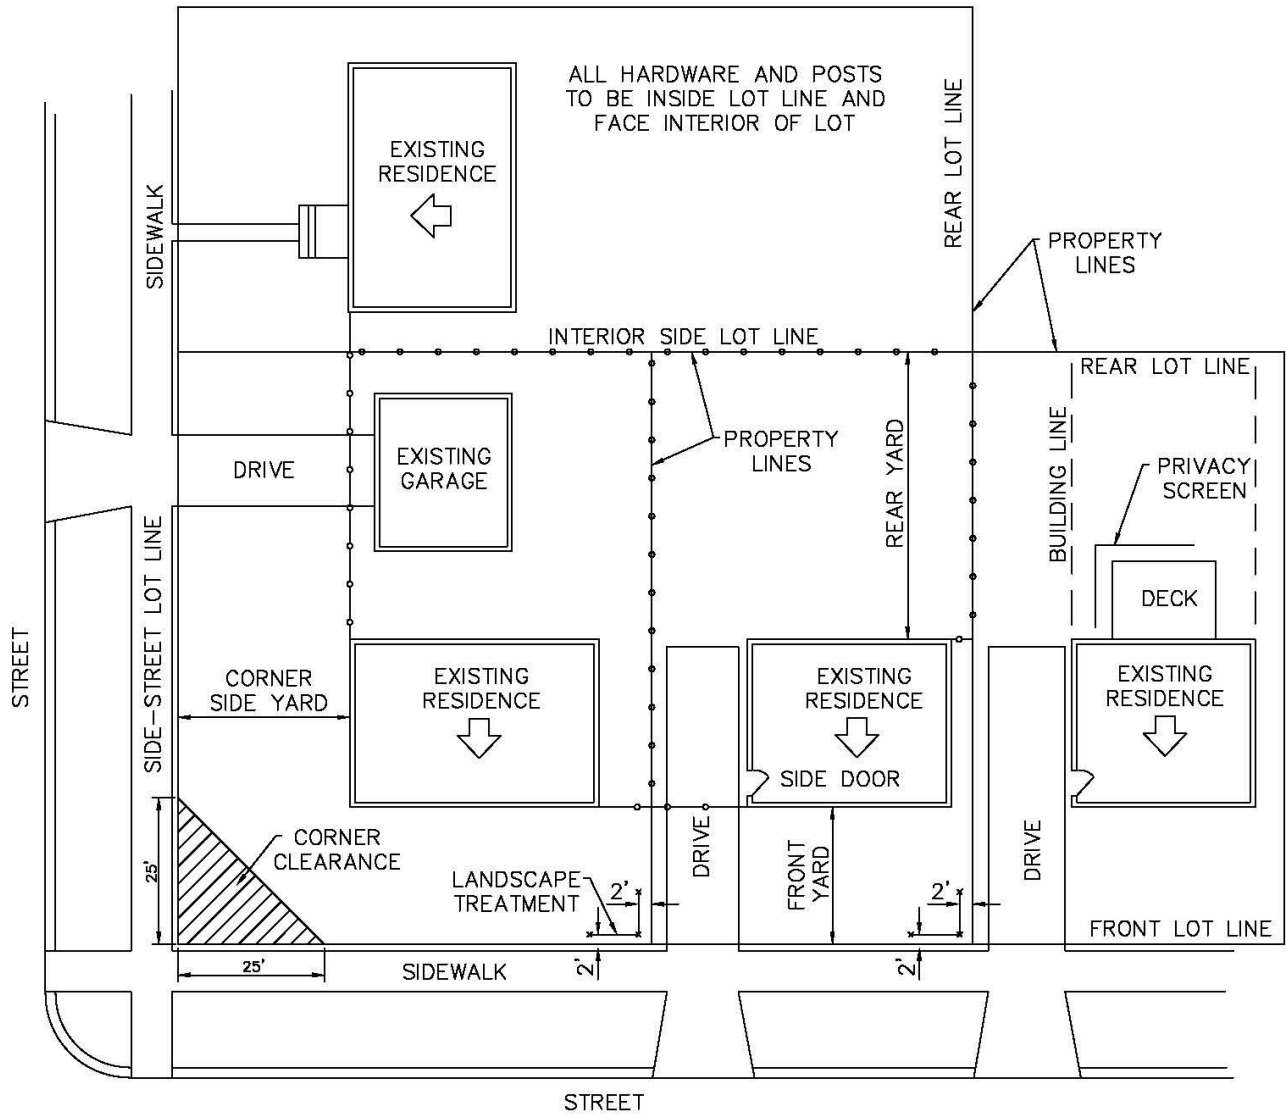 ALL HARDWARE AND POSTS
TO BE INSIDE LOT LINE AND
FACE INTERIOR OF LOT
EXISTING
RESIDENCE
SIDEWALK
REAR LOT LINE
PROPERTY
LINES
INTERIOR SIDE LOT LINE
REAR LOT LINE
DRIVE
EXISTING
GARAGE
PROPERTY
LINES
REAR YARD
BUILDING LINE
PRIVACY
SCREEN
DECK
STREET
SIDE-STREET LOT LINE
CORNER
SIDE YARD
EXISTING
RESIDENCE
EXISTING
RESIDENCE
SIDE DOOR
EXISTING
RESIDENCE
25'
CORNER
CLEARANCE
LANDSCAPE
TREATMENT
2'
DRIVE
FRONT
YARD
2'
DRIVE
FRONT LOT LINE
25'
SIDEWALK
2'
2'
STREET